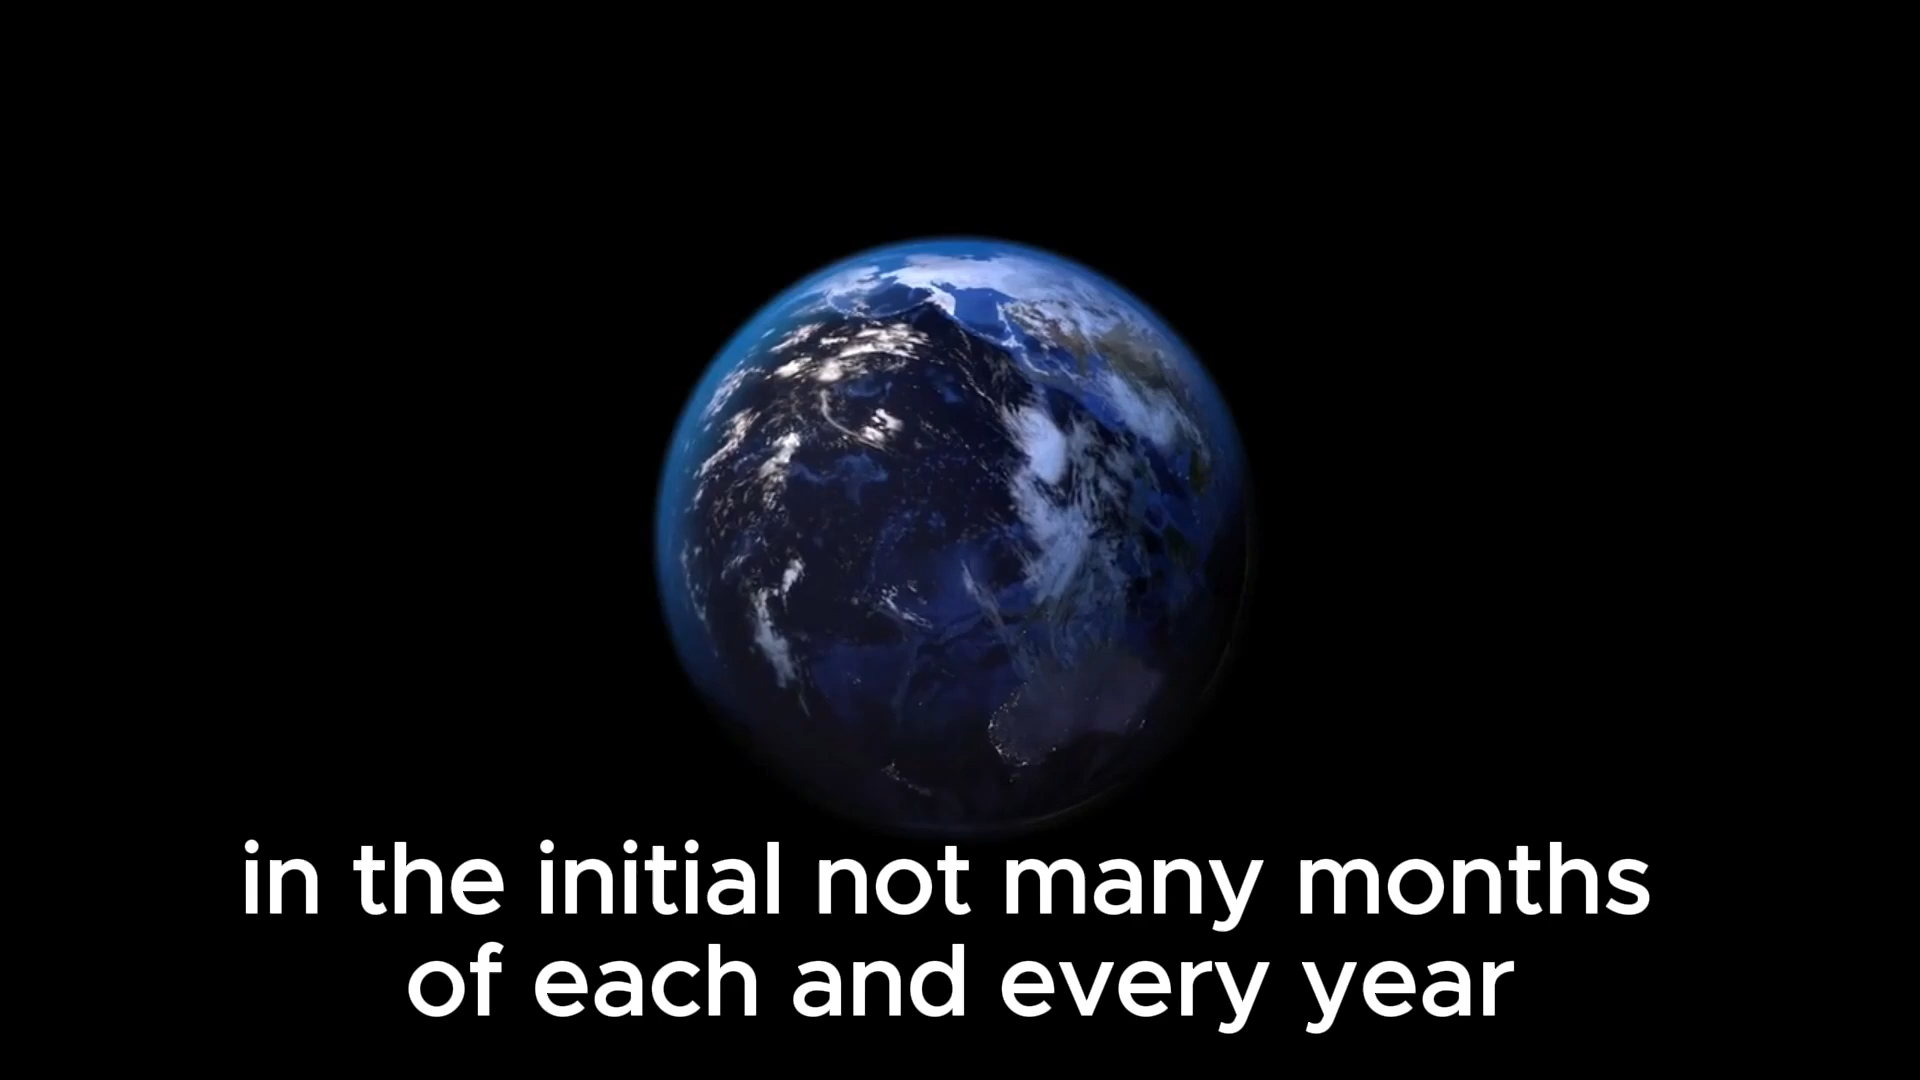 in the initial not many months
of each and every year